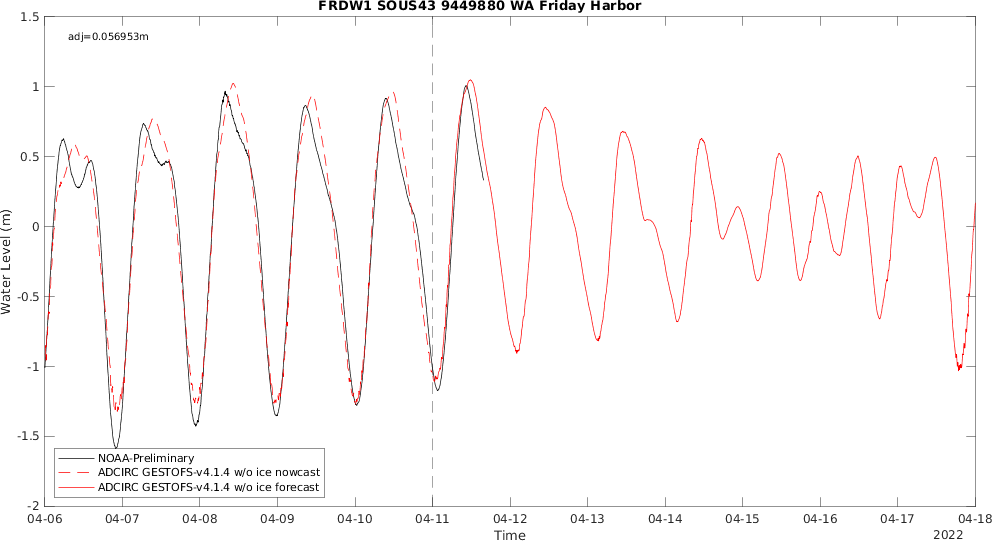 FRDW1 SOUS43 9449880 WA Friday Harbor
adj=0.056953m
1.5
1
0.5
0
-0.5
-1
-1.5
-2
Water Level (m)
NOAA-Preliminary
ADCIRC GESTOFS-v4.1.4 w/o ice nowcast
ADCIRC GESTOFS-v4.1.4 w/o ice forecast
04-06 04-07 04-08 04-09 04-10 04-11 04-12 04-13 04-14 04-15 04-16 04-17 04-18
Time
2022